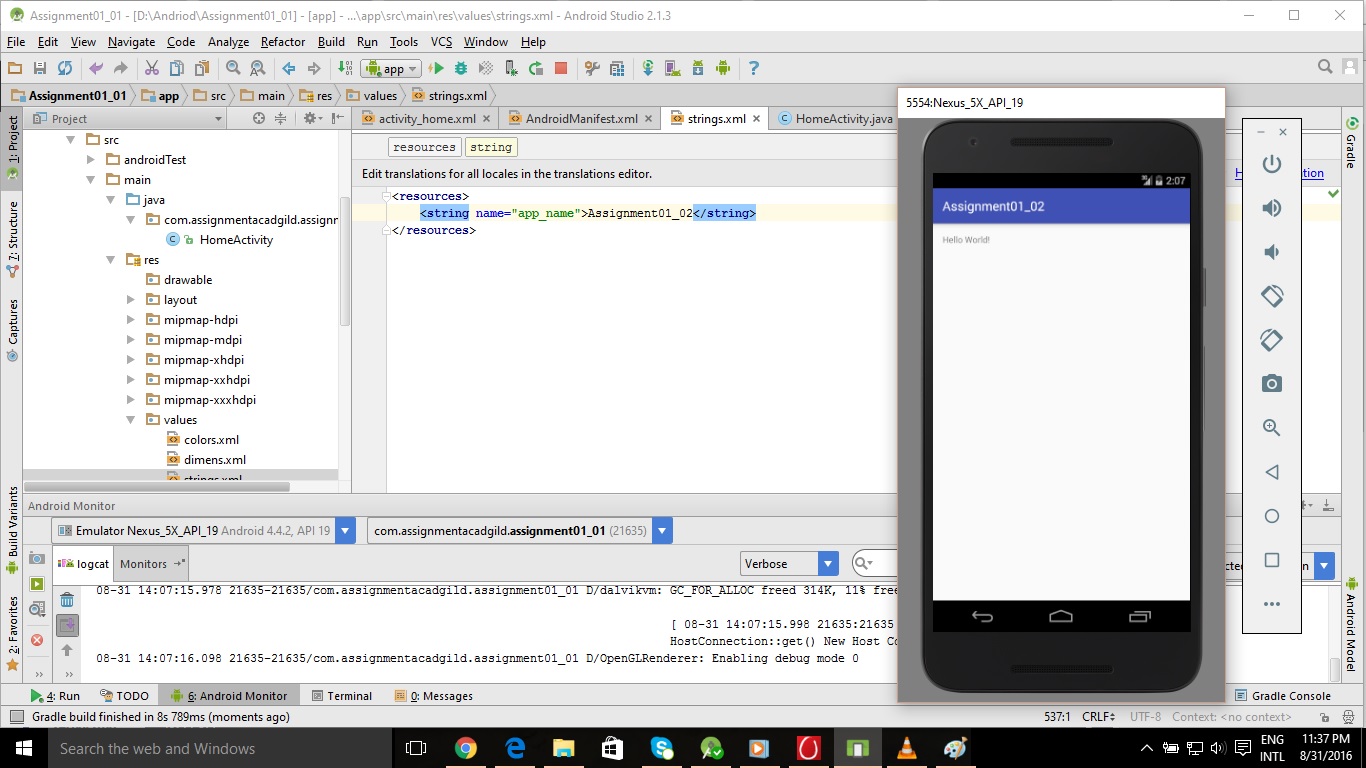 Assignment01_01 - [D:\Andriod\Assignment01_01] - [app] - ...\app\src\main\res\values\strings.xml - Android Studio 2.1.3
File Edit View Navigate Code Analyze Refactor Build Run Tools VCS Window Help
app
Assignment01_01 app src main res values strings.xml
Project
activity_home.xml AndroidManifest.xml strings.xml HomeActivity.java
1: Project
7: Structure
Captures
Build Variants
2: Favorites
src
androidTest
main
java
com.assignmentacadgild.assignr
HomeActivity
res
drawable
layout
mipmap-hdpi
mipmap-mdpi
mipmap-xhdpi
mipmap-xxhdpi
mipmap-xxxhdpi
values
colors.xml
dimens.xml
strings.xml
resources string
Edit translations for all locales in the translations editor.
<resources>
<string name="app_name">Assignment01_02</string>
</resources>
5554:Nexus_5X_API_19
2:07
Assignment01_02
Hello World!
Gradle
Android Model
Android Monitor
Emulator Nexus_5X_API_19 Android 4.4.2, API 19
com.assignmentacadgild.assignment01_01 (21635)
logcat Monitors
Verbose
08-31 14:07:15.978 21635-21635/com.assignmentacadgild.assignment01_01 D/dalvikvm: GC_FOR_ALLOC freed 314K, 11% free
[ 08-31 14:07:15.998 21635:21635
HostConnection::get() New Host Co
08-31 14:07:16.098 21635-21635/com.assignmentacadgild.assignment01_01 D/OpenGLRenderer: Enabling debug mode 0
4: Run TODO 6: Android Monitor Terminal 0: Messages Gradle Console
Gradle build finished in 8s 789ms (moments ago)
537:1 CRLF UTF-8 Context: <no context>
Search the web and Windows
ENG
INTL
11:37 PM
8/31/2016